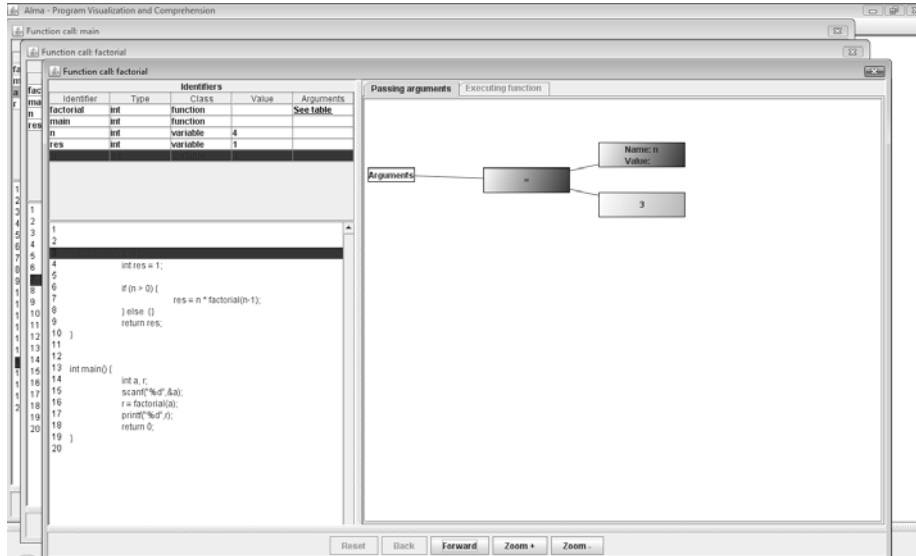 Alma - Program Visualization and Comprehension
Function call: main
Function call: factorial
Function call: factorial
Identifiers
Identifier Type Class Value Arguments
factorial int function See table
main int function
n int variable 4
res int variable 1
1
2
4 int res = 1;
5
6 if (n > 0) {
7 res = n * factorial(n-1);
8 } else {}
9 return res;
10 }
11
12
13 int main() {
14 int a, r;
15 scanf("%d",&a);
16 r = factorial(a);
17 printf("%d",r);
18 return 0;
19 }
20
Passing arguments Executing function
Arguments
=
Name: n
Value:
3
Reset Back Forward Zoom + Zoom -